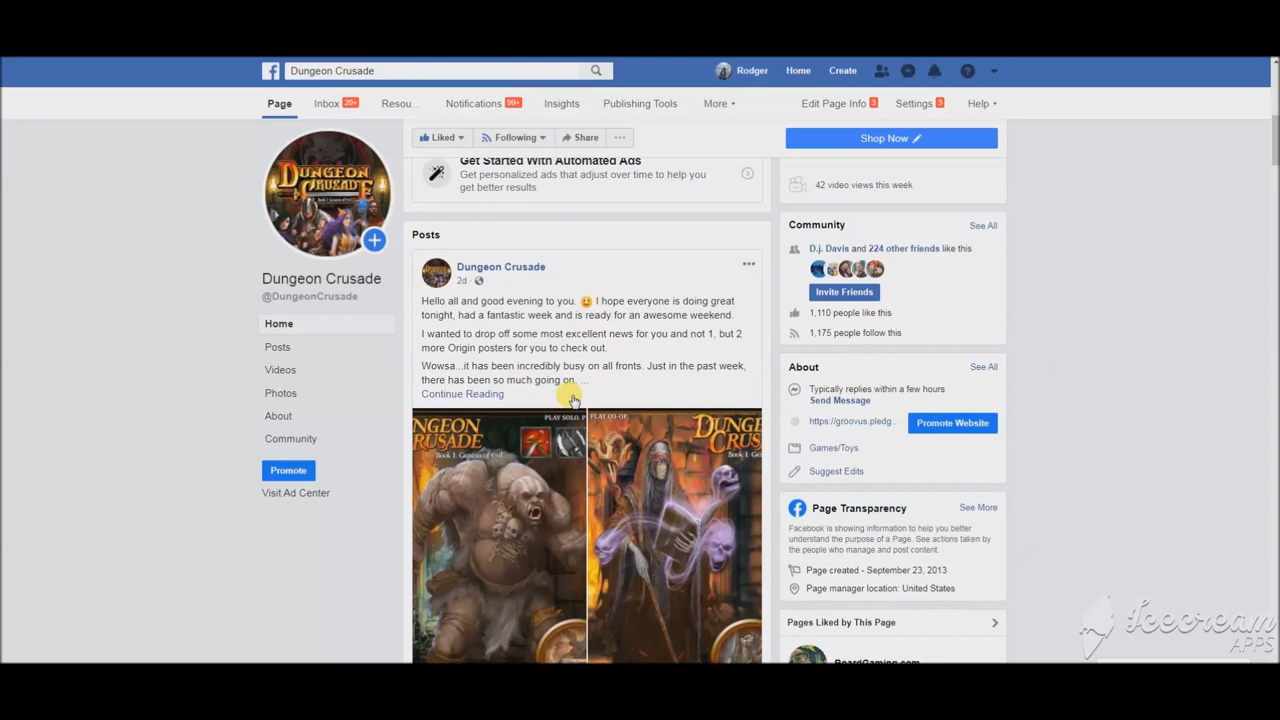 Dungeon Crusade
Rodger
Home
Create
Page
Inbox 20+
Resou...
Notifications 99+
Insights
Publishing Tools
More
Edit Page Info 3
Settings 3
Help
Liked
Following
Share
Shop Now
DUNGEON
CRUSADE
Dungeon Crusade
@DungeonCrusade
Home
Posts
Videos
Photos
About
Community
Promote
Visit Ad Center
Get Started With Automated Ads
Get personalized ads that adjust over time to help you
get better results
Posts
Dungeon Crusade
2d
Hello all and good evening to you. I hope everyone is doing great
tonight, had a fantastic week and is ready for an awesome weekend.
I wanted to drop off some most excellent news for you and not 1, but 2
more Origin posters for you to check out.
Wowsa...it has been incredibly busy on all fronts. Just in the past week,
there has been so much going on. ...
Continue Reading
NGEON
RUSADE
Book 1: Genesis of Evil
PLAY SOLO. P
PLAY CO-OP.
DUNG
CRUS
Book 1: Gen
42 video views this week
Community
See All
D.j. Davis and 224 other friends like this
Invite Friends
1,110 people like this
1,175 people follow this
About
See All
Typically replies within a few hours
Send Message
https://groovus.pledg...
Promote Website
Games/Toys
Suggest Edits
Page Transparency
See More
Facebook is showing information to help you better
understand the purpose of a Page. See actions taken by
the people who manage and post content.
Page created - September 23, 2013
Page manager location: United States
Pages Liked by This Page
BoardGaming.com
Icecream
APPS